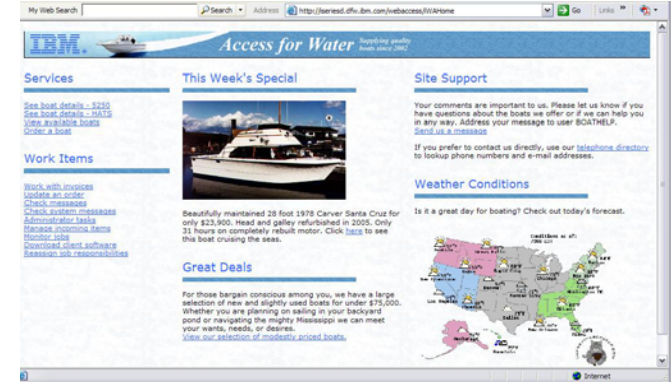 My Web Search
Search
Address
http://iseriesd.dfw.ibm.com/webaccess/iWAHome
Go
Links
IBM.
Access for Water
Supplying quality
boats since 2002
Services
See boat details - 5250
See boat details - HATS
View available boats
Order a boat
Work Items
Work with invoices
Update an order
Check messages
Check system messages
Administrator tasks
Manage incoming items
Monitor jobs
Download client software
Reassign job responsibilities
This Week's Special
Beautifully maintained 28 foot 1978 Carver Santa Cruz for
only $23,900. Head and galley refurbished in 2005. Only
31 hours on completely rebuilt motor. Click here to see
this boat cruising the seas.
Great Deals
For those bargain conscious among you, we have a large
selection of new and slightly used boats for under $75,000.
Whether you are planning on sailing in your backyard
pond or navigating the mighty Mississippi we can meet
your wants, needs, or desires.
View our selection of modestly priced boats.
Site Support
Your comments are important to us. Please let us know if you
have questions about the boats we offer or if we can help you
in any way. Address your message to user BOATHELP.
Send us a message
If you prefer to contact us directly, use our telephone directory
to lookup phone numbers and e-mail addresses.
Weather Conditions
Is it a great day for boating? Check out today's forecast.
Conditions as of:
Internet